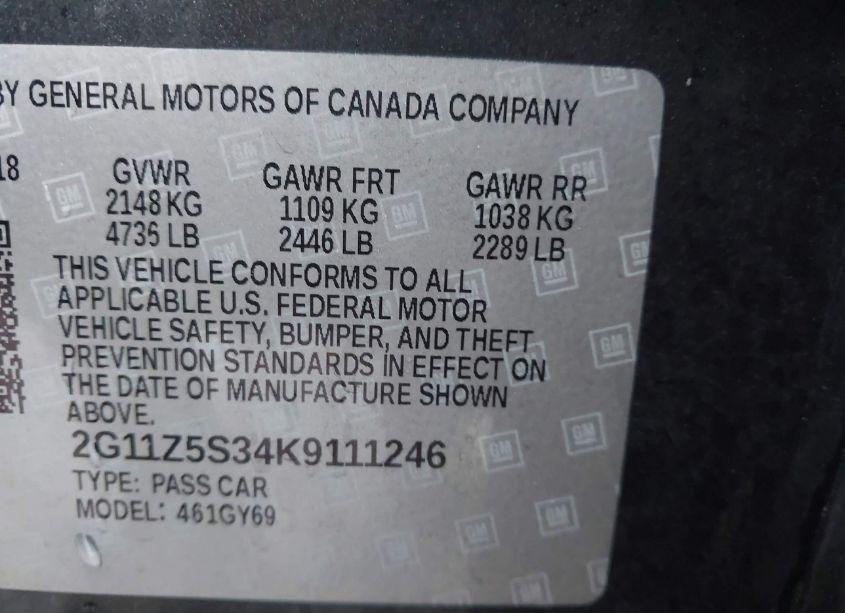 BY GENERAL MOTORS OF CANADA COMPANY
18 GVWR GAWR FRT GAWR RR
2148 KG 1109 KG 1038 KG
4735 LB 2446 LB 2289 LB
THIS VEHICLE CONFORMS TO ALL
APPLICABLE U.S. FEDERAL MOTOR
VEHICLE SAFETY, BUMPER, AND THEFT
PREVENTION STANDARDS IN EFFECT ON
THE DATE OF MANUFACTURE SHOWN
ABOVE.
2G11Z5S34K9111246
TYPE: PASS CAR
MODEL: 461GY69